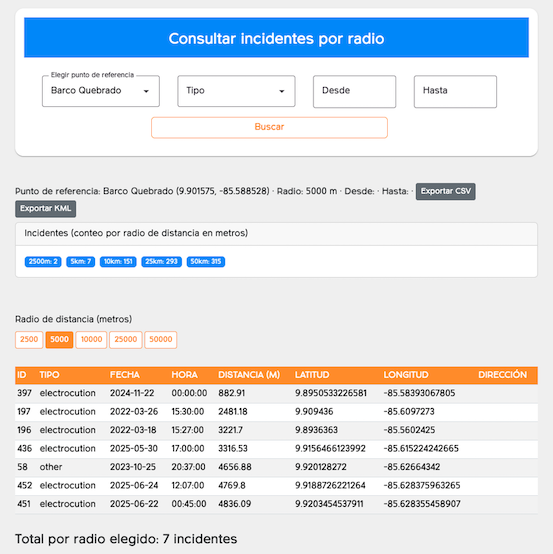 Consultar incidentes por radio
Elegir punto de referencia
Barco Quebrado Tipo Desde Hasta
Buscar
Punto de referencia: Barco Quebrado (9.901575, -85.588528) · Radio: 5000 m · Desde: · Hasta: · Exportar CSV
Exportar KML
Incidentes (conteo por radio de distancia en metros)
2500m: 2 5km: 7 10km: 151 25km: 293 50km: 315
Radio de distancia (metros)
2500 5000 10000 25000 50000
ID TIPO FECHA HORA DISTANCIA (M) LATITUD LONGITUD DIRECCIÓN
397 electrocution 2024-11-22 00:00:00 882.91 9.8950533226581 -85.58393067805
197 electrocution 2022-03-26 15:30:00 2481.18 9.909436 -85.6097273
196 electrocution 2022-03-18 15:27:00 3221.7 9.8936363 -85.5602425
436 electrocution 2025-05-30 17:00:00 3316.53 9.9156466123992 -85.615224242665
58 other 2023-10-25 20:37:00 4656.88 9.920128272 -85.62664342
452 electrocution 2025-06-24 12:07:00 4769.8 9.9188726221264 -85.628375963265
451 electrocution 2025-06-22 00:45:00 4836.09 9.9203454537911 -85.628355458907
Total por radio elegido: 7 incidentes